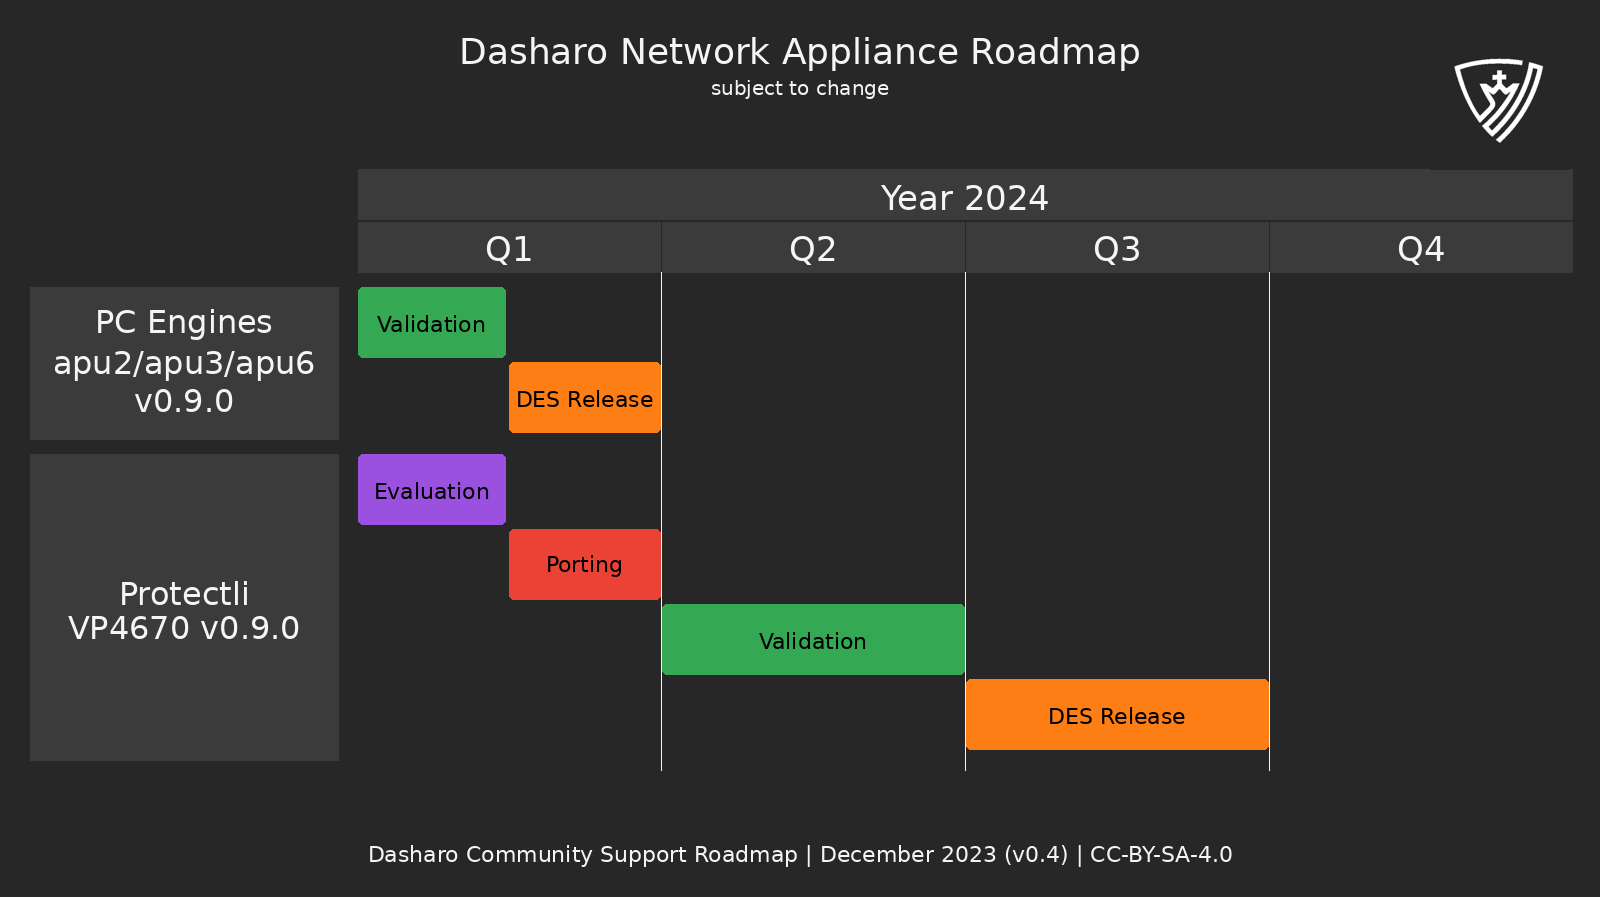 Dasharo Network Appliance Roadmap
subject to change
Year 2024
Q1
Q2
Q3
Q4
PC Engines
apu2/apu3/apu6
v0.9.0
Validation
DES Release
Protectli
VP4670 v0.9.0
Evaluation
Porting
Validation
DES Release
Dasharo Community Support Roadmap | December 2023 (v0.4) | CC-BY-SA-4.0